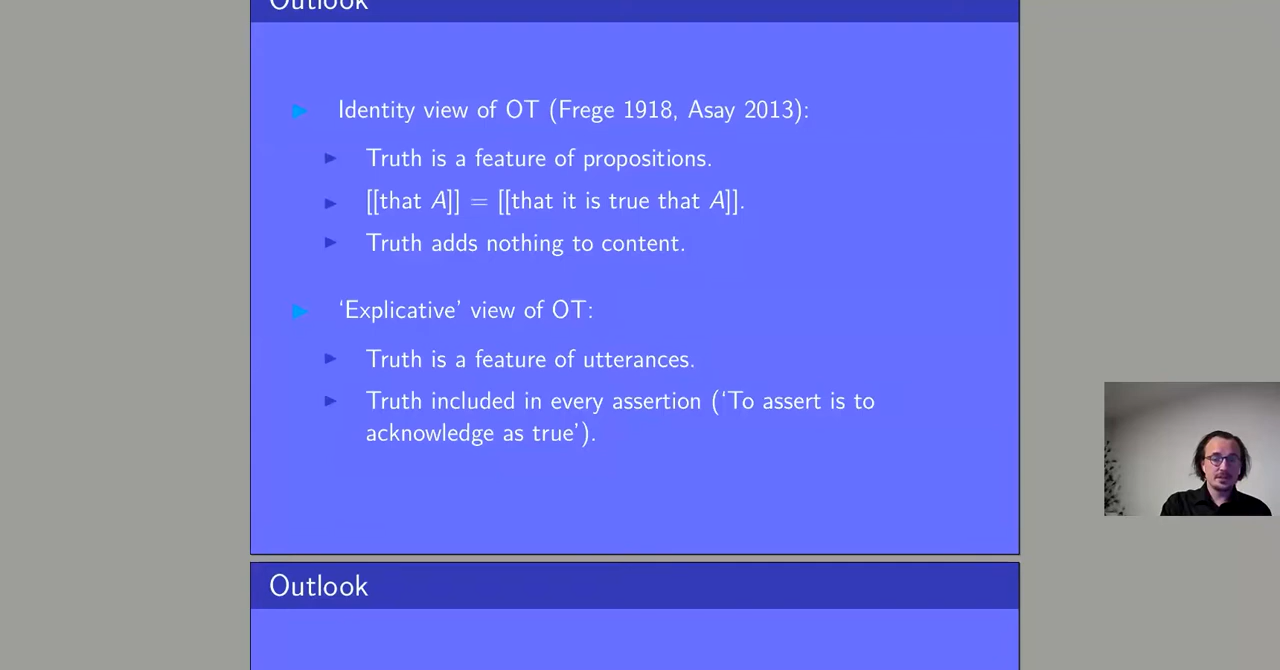 Outlook
Identity view of OT (Frege 1918, Asay 2013):
Truth is a feature of propositions.
[[that A]] = [[that it is true that A]].
Truth adds nothing to content.
‘Explicative’ view of OT:
Truth is a feature of utterances.
Truth included in every assertion (‘To assert is to
acknowledge as true’).
Outlook